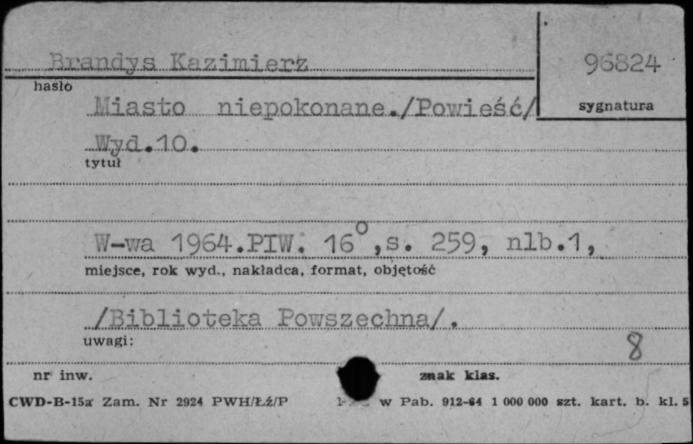 Brandys Kazimierz 96824
hasło
Miasto niepokonane./Powieść/ sygnatura
Wyd.10.
tytuł
W-wa 1964.PIW. 16°,s. 259, nlb.1,
miejsce, rok wyd., nakładca, format, objętość
/Biblioteka Powszechna/.
uwagi: 8
nr inw. znak klas.
CWD-B-15a Zam. Nr 2924 PWH/Łź/P w Pab. 912-64 1 000 000 szt. kart. b. kl. 5